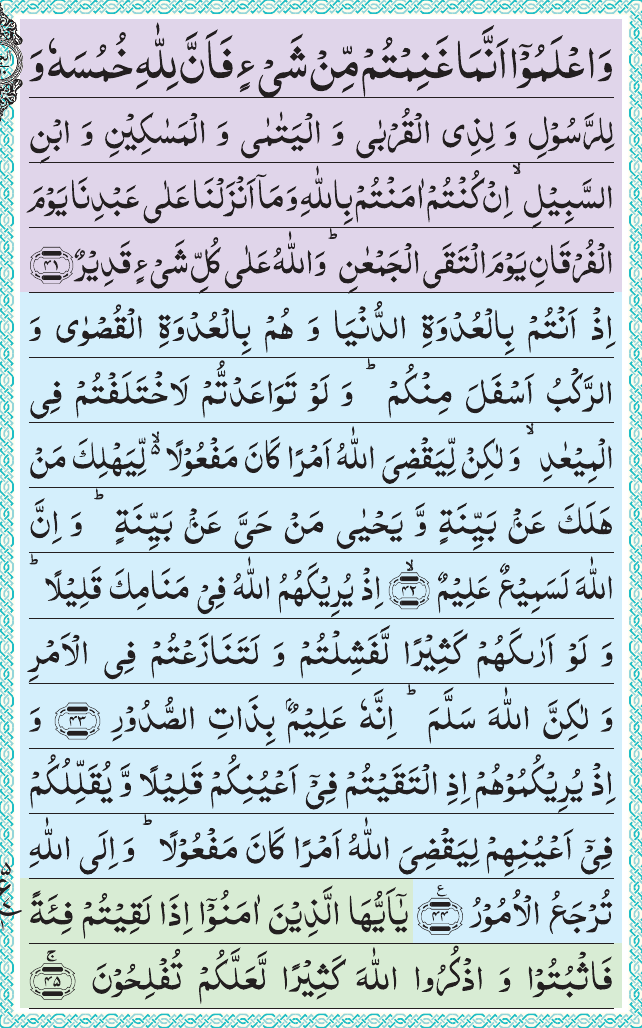 وَاعْلَمُوْۤا اَنَّمَا غَنِمْتُمْ مِّنْ شَیْءٍ فَاَنَّ لِلّٰهِ خُمُسَهٗ وَ
لِلرَّسُوْلِ وَ لِذِی الْقُرْبٰی وَ الْیَتٰمٰی وَ الْمَسٰكِیْنِ وَ ابْنِ
السَّبِیْلِ ۙ اِنْ كُنْتُمْ اٰمَنْتُمْ بِاللّٰهِ وَ مَاۤ اَنْزَلْنَا عَلٰی عَبْدِنَا یَوْمَ
الْفُرْقَانِ یَوْمَ الْتَقَی الْجَمْعٰنِ ؕ وَ اللّٰهُ عَلٰی كُلِّ شَیْءٍ قَدِیْرٌ ﴿۴۱﴾
اِذْ اَنْتُمْ بِالْعُدْوَةِ الدُّنْیَا وَ هُمْ بِالْعُدْوَةِ الْقُصْوٰی وَ
الرَّكْبُ اَسْفَلَ مِنْكُمْ ؕ وَ لَوْ تَوَاعَدْتُّمْ لَاخْتَلَفْتُمْ فِی
الْمِیْعٰدِ ۙ وَ لٰكِنْ لِّیَقْضِیَ اللّٰهُ اَمْرًا كَانَ مَفْعُوْلًا ۬ۙ لِّیَهْلِكَ مَنْ
هَلَكَ عَنْۢ بَیِّنَةٍ وَّ یَحْیٰی مَنْ حَیَّ عَنْۢ بَیِّنَةٍ ؕ وَ اِنَّ
اللّٰهَ لَسَمِیْعٌ عَلِیْمٌ ﴿ۙ۴۲﴾ اِذْ یُرِیْكَهُمُ اللّٰهُ فِیْ مَنَامِكَ قَلِیْلًا ؕ
وَ لَوْ اَرٰىكَهُمْ كَثِیْرًا لَّفَشِلْتُمْ وَ لَتَنَازَعْتُمْ فِی الْاَمْرِ
وَ لٰكِنَّ اللّٰهَ سَلَّمَ ؕ اِنَّهٗ عَلِیْمٌۢ بِذَاتِ الصُّدُوْرِ ﴿۴۳﴾ وَ
اِذْ یُرِیْكُمُوْهُمْ اِذِ الْتَقَیْتُمْ فِیْۤ اَعْیُنِكُمْ قَلِیْلًا وَّ یُقَلِّلُكُمْ
فِیْۤ اَعْیُنِهِمْ لِیَقْضِیَ اللّٰهُ اَمْرًا كَانَ مَفْعُوْلًا ؕ وَ اِلَی اللّٰهِ
تُرْجَعُ الْاُمُوْرُ ﴿۴۴﴾ۧ یٰۤاَیُّهَا الَّذِیْنَ اٰمَنُوْۤا اِذَا لَقِیْتُمْ فِئَةً
فَاثْبُتُوْا وَ اذْكُرُوا اللّٰهَ كَثِیْرًا لَّعَلَّكُمْ تُفْلِحُوْنَ ﴿ۚ۴۵﴾